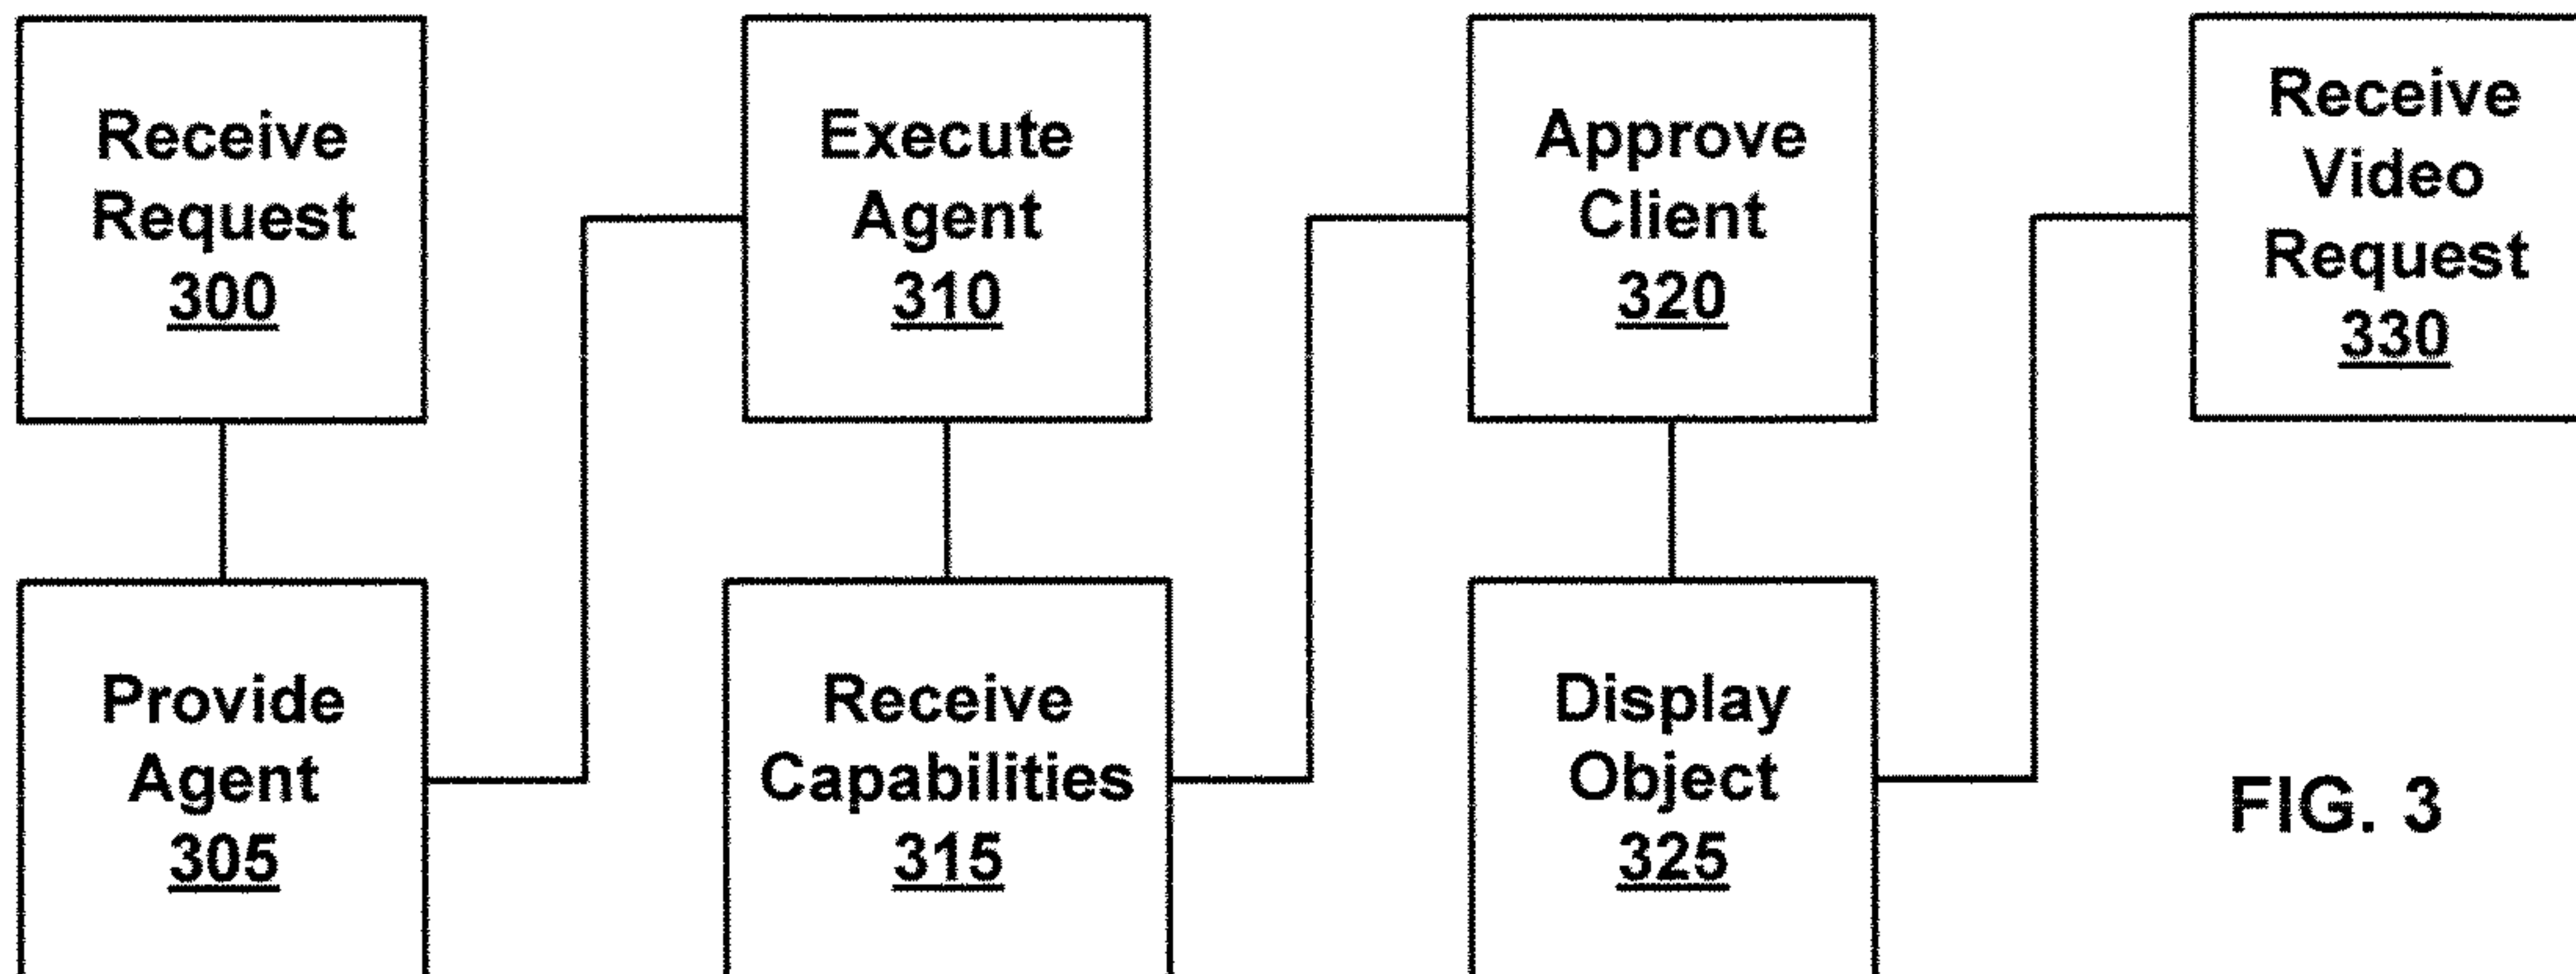 Receive
Request
300
Provide
Agent
305
Execute
Agent
310
Receive
Capabilities
315
Approve
Client
320
Display
Object
325
Receive
Video
Request
330
FIG. 3